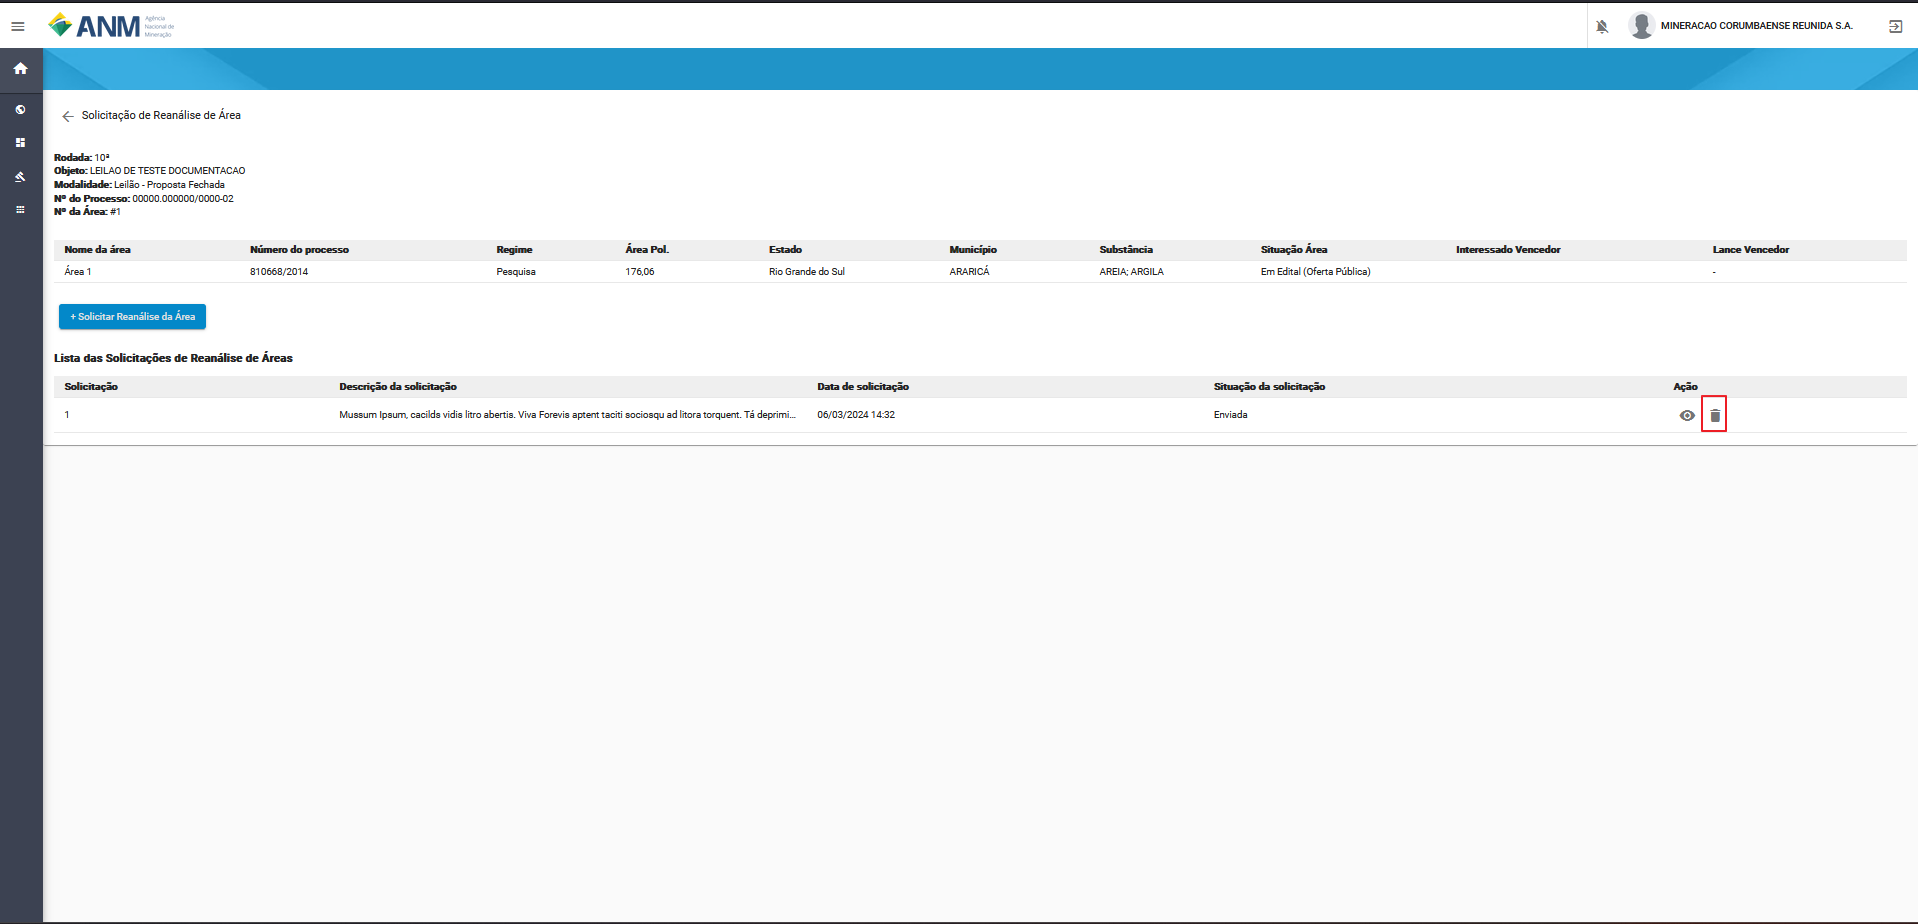 ANM
Agência
Nacional de
Mineração
MINERACAO CORUMBAENSE REUNIDA S.A.
Solicitação de Reanálise de Área
Rodada: 10ª
Objeto: LEILAO DE TESTE DOCUMENTACAO
Modalidade: Leilão - Proposta Fechada
Nº do Processo: 00000.000000/0000-02
Nº da Área: #1
Nome da área Número do processo Regime Área Pol. Estado Município Substância Situação Área Interessado Vencedor Lance Vencedor
Área 1 810668/2014 Pesquisa 176,06 Rio Grande do Sul ARARICÁ AREIA; ARGILA Em Edital (Oferta Pública) -
+ Solicitar Reanálise da Área
Lista das Solicitações de Reanálise de Áreas
Solicitação Descrição da solicitação Data de solicitação Situação da solicitação Ação
1 Mussum Ipsum, cacilds vidis litro abertis. Viva Forevis aptent taciti sociosqu ad litora torquent. Tá deprimi... 06/03/2024 14:32 Enviada